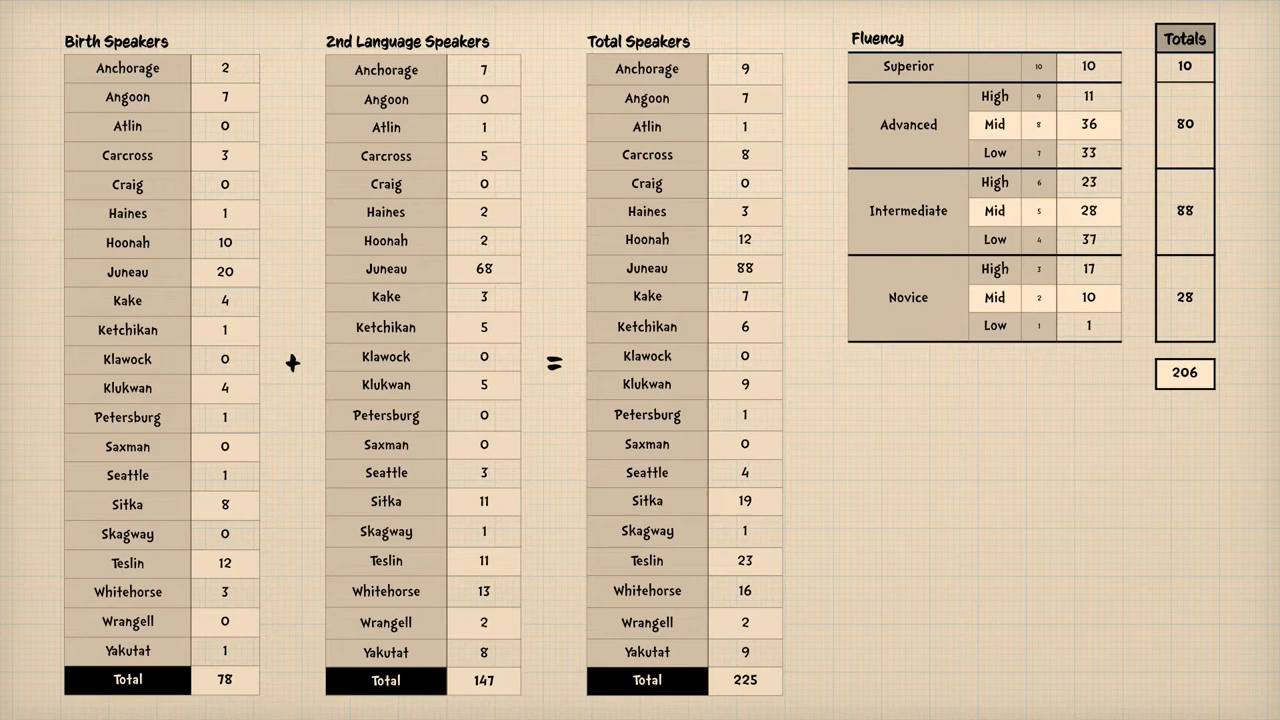 Birth Speakers
Anchorage 2
Angoon 7
Atlin 0
Carcross 3
Craig 0
Haines 1
Hoonah 10
Juneau 20
Kake 4
Ketchikan 1
Klawock 0
Klukwan 4
Petersburg 1
Saxman 0
Seattle 1
Sitka 8
Skagway 0
Teslin 12
Whitehorse 3
Wrangell 0
Yakutat 1
Total 78
+
2nd Language Speakers
Anchorage 7
Angoon 0
Atlin 1
Carcross 5
Craig 0
Haines 2
Hoonah 2
Juneau 68
Kake 3
Ketchikan 5
Klawock 0
Klukwan 5
Petersburg 0
Saxman 0
Seattle 3
Sitka 11
Skagway 1
Teslin 11
Whitehorse 13
Wrangell 2
Yakutat 8
Total 147
=
Total Speakers
Anchorage 9
Angoon 7
Atlin 1
Carcross 8
Craig 0
Haines 3
Hoonah 12
Juneau 88
Kake 7
Ketchikan 6
Klawock 0
Klukwan 9
Petersburg 1
Saxman 0
Seattle 4
Sitka 19
Skagway 1
Teslin 23
Whitehorse 16
Wrangell 2
Yakutat 9
Total 225
Fluency
Superior 10 10
High 9 11
Advanced Mid 8 36
Low 7 33
High 6 23
Intermediate Mid 5 28
Low 4 37
High 3 17
Novice Mid 2 10
Low 1 1
Totals
10
80
88
28
206